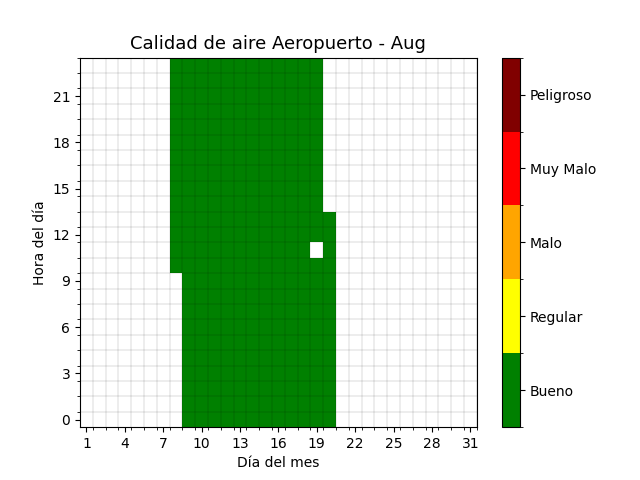 Calidad de aire Aeropuerto - Aug
Hora del día
21
18
15
12
9
6
3
0
1 4 7 10 13 16 19 22 25 28 31
Día del mes
Peligroso
Muy Malo
Malo
Regular
Bueno